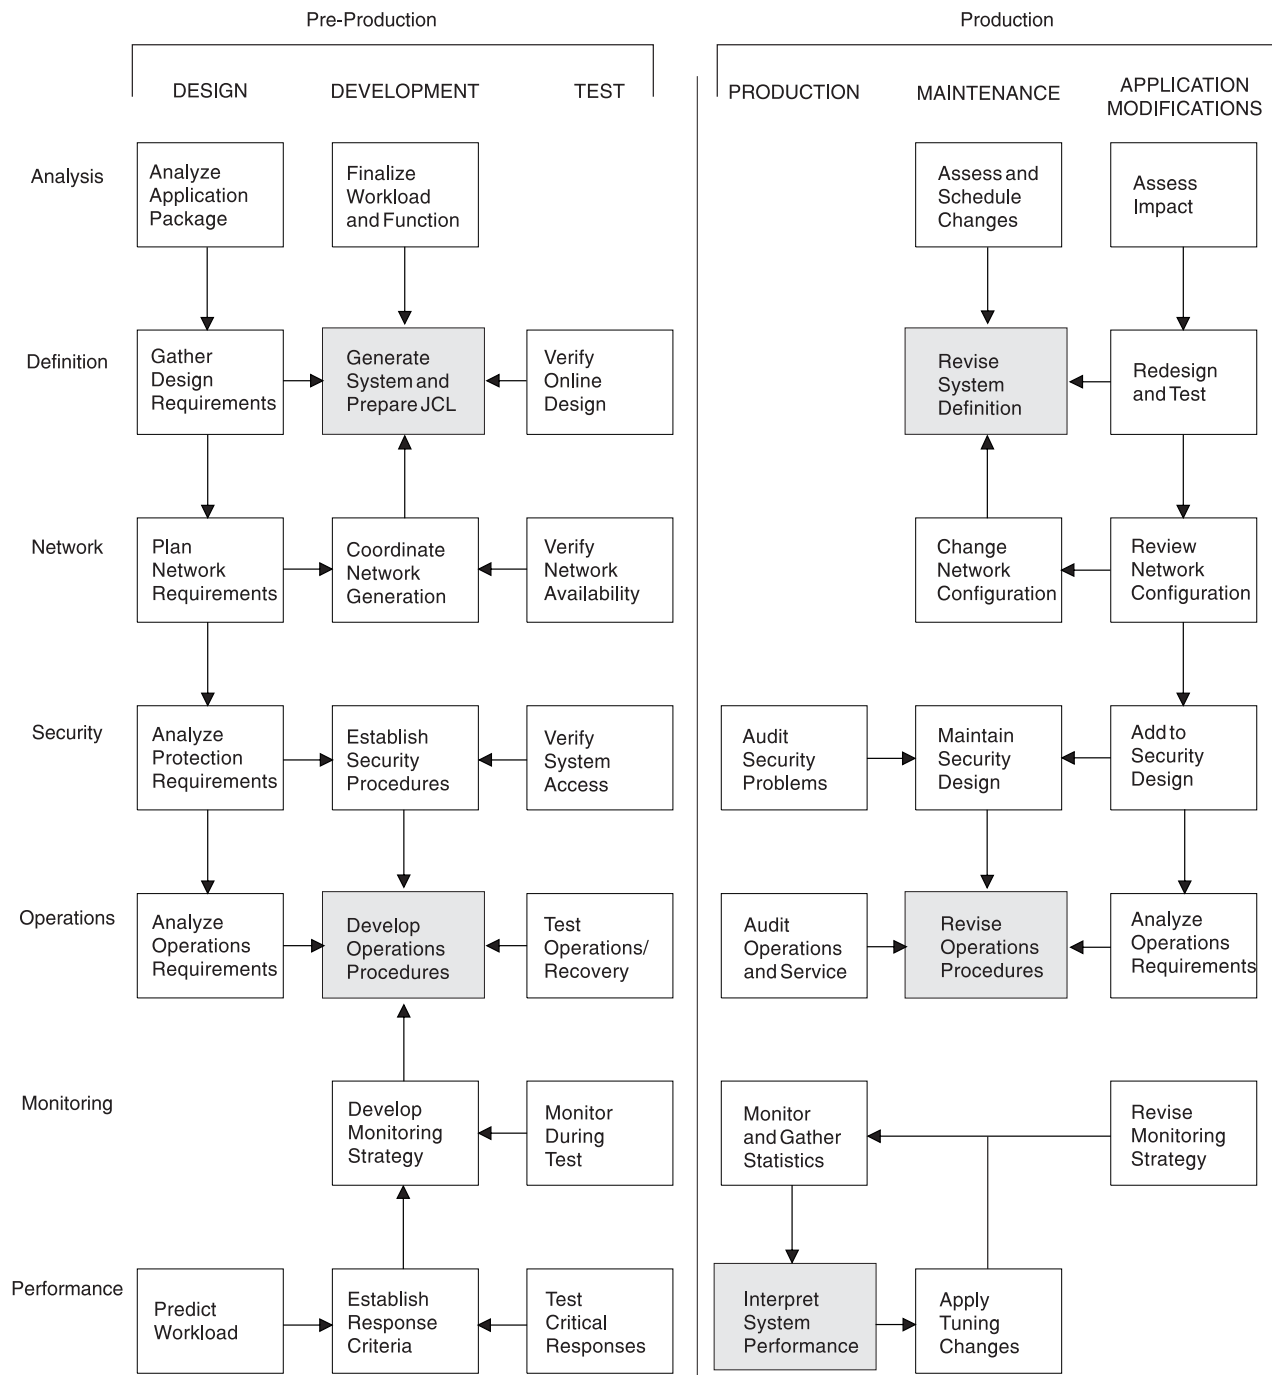 Pre-Production
Production
DESIGN
DEVELOPMENT
TEST
PRODUCTION
MAINTENANCE
APPLICATION
MODIFICATIONS
Analysis
Analyze
Application
Package
Finalize
Workload
and Function
Assess and
Schedule
Changes
Assess
Impact
Definition
Gather
Design
Requirements
Generate
System and
Prepare JCL
Verify
Online
Design
Revise
System
Definition
Redesign
and Test
Network
Plan
Network
Requirements
Coordinate
Network
Generation
Verify
Network
Availability
Change
Network
Configuration
Review
Network
Configuration
Security
Analyze
Protection
Requirements
Establish
Security
Procedures
Verify
System
Access
Audit
Security
Problems
Maintain
Security
Design
Add to
Security
Design
Operations
Analyze
Operations
Requirements
Develop
Operations
Procedures
Test
Operations/
Recovery
Audit
Operations
and Service
Revise
Operations
Procedures
Analyze
Operations
Requirements
Monitoring
Develop
Monitoring
Strategy
Monitor
During
Test
Monitor
and Gather
Statistics
Revise
Monitoring
Strategy
Performance
Predict
Workload
Establish
Response
Criteria
Test
Critical
Responses
Interpret
System
Performance
Apply
Tuning
Changes